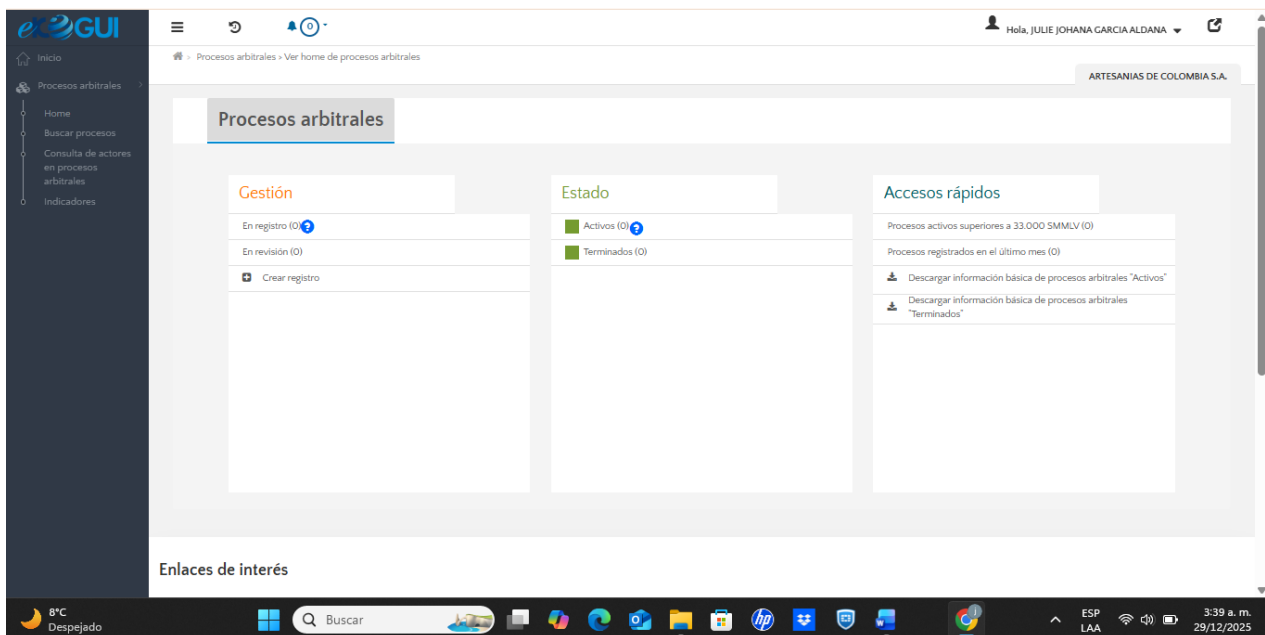 eKOGUI
0
Hola, JULIE JOHANA GARCIA ALDANA
Inicio
Procesos arbitrales > Ver home de procesos arbitrales
ARTESANIAS DE COLOMBIA S.A.
Procesos arbitrales
Home
Buscar procesos
Consulta de actores
en procesos
arbitrales
Indicadores
Procesos arbitrales
Gestión
En registro (0)
En revisión (0)
Crear registro
Estado
Activos (0)
Terminados (0)
Accesos rápidos
Procesos activos superiores a 33.000 SMMLV (0)
Procesos registrados en el último mes (0)
Descargar información básica de procesos arbitrales "Activos"
Descargar información básica de procesos arbitrales
"Terminados"
Enlaces de interés
8°C
Despejado
Buscar
hp
ESP
LAA
3:39 a. m.
29/12/2025